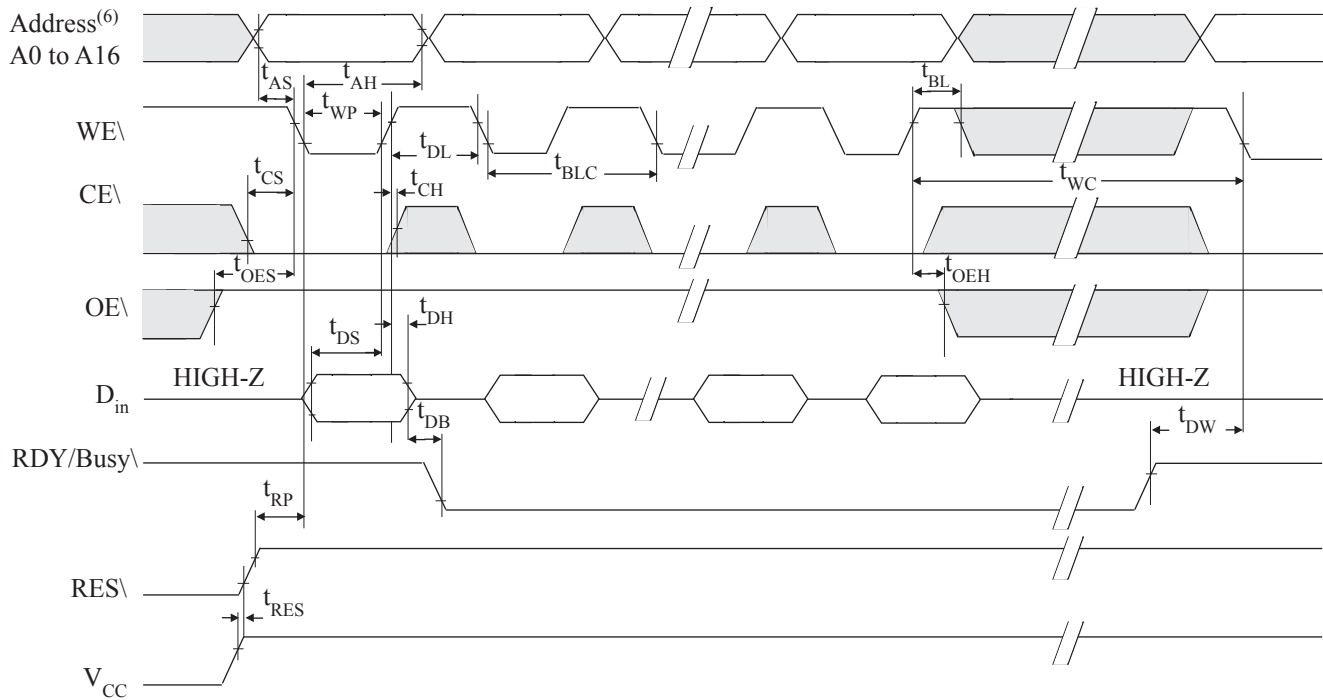 Address(6)
A0 to A16
tAS
tAH
tBL
WE\
tWP
tDL
tBLC
tWC
tCS
CE\
tCH
tOES
tOEH
OE\
tDS
tDH
HIGH-Z
HIGH-Z
Din
tDB
tDW
RDY/Busy\
tRP
RES\
tRES
VCC